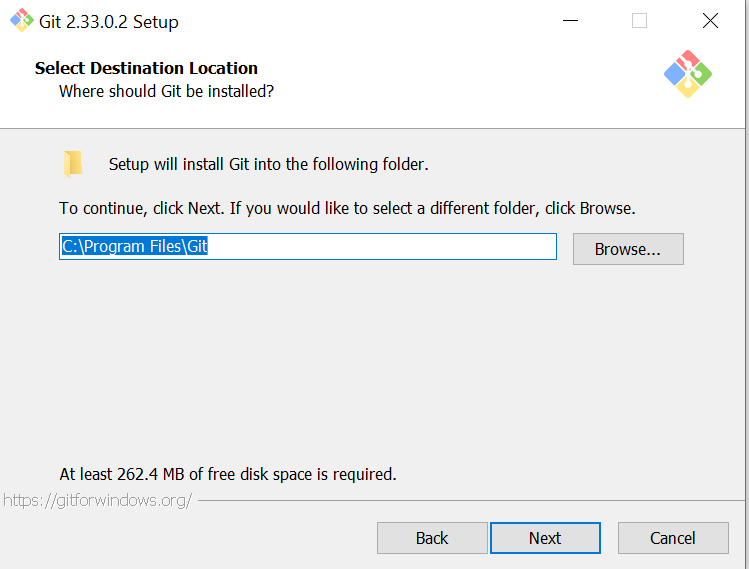 Git 2.33.0.2 Setup
Select Destination Location
Where should Git be installed?
Setup will install Git into the following folder.
To continue, click Next. If you would like to select a different folder, click Browse.
C:\Program Files\Git
Browse...
At least 262.4 MB of free disk space is required.
https://gitforwindows.org/
Back
Next
Cancel